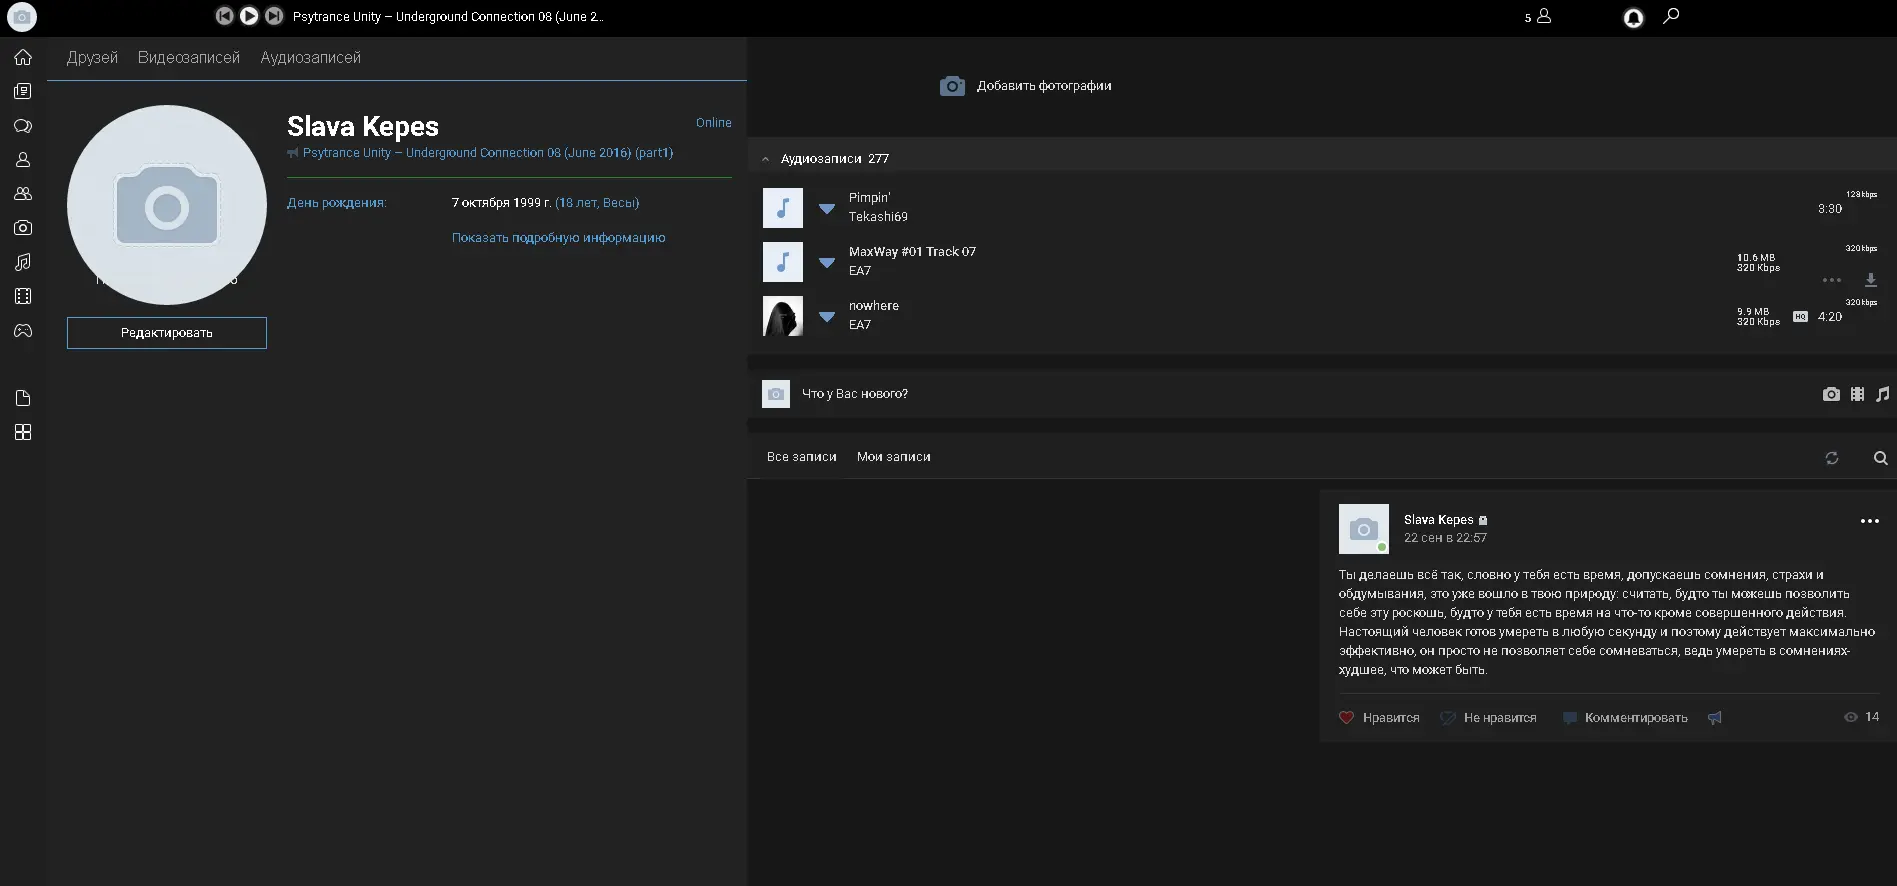 Psytrance Unity – Underground Connection 08 (June 2..
5
Друзей Видеозаписей Аудиозаписей
Slava Kepes
Online
Psytrance Unity – Underground Connection 08 (June 2016) (part1)
День рождения: 7 октября 1999 г. (18 лет, Весы)
Показать подробную информацию
Редактировать
Добавить фотографии
Аудиозаписи 277
Pimpin'
Tekashi69
128kbps
3:30
MaxWay #01 Track 07
EA7
10.6 MB
320 Kbps
320kbps
nowhere
EA7
9.9 MB
320 Kbps
HQ
4:20
320kbps
Что у Вас нового?
Все записи Мои записи
Slava Kepes
22 сен в 22:57
Ты делаешь всё так, словно у тебя есть время, допускаешь сомнения, страхи и
обдумывания, это уже вошло в твою природу: считать, будто ты можешь позволить
себе эту роскошь, будто у тебя есть время на что-то кроме совершенного действия.
Настоящий человек готов умереть в любую секунду и поэтому действует максимально
эффективно, он просто не позволяет себе сомневаться, ведь умереть в сомнениях-
худшее, что может быть.
Нравится Не нравится Комментировать 14